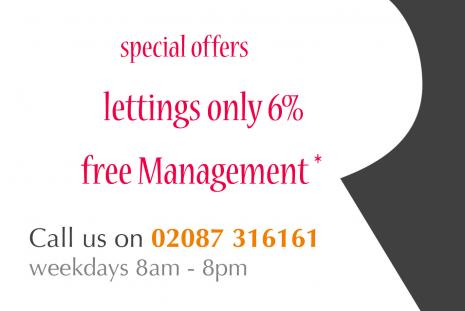 special offers
lettings only 6%
free Management *
Call us on 02087 316161
weekdays 8am - 8pm